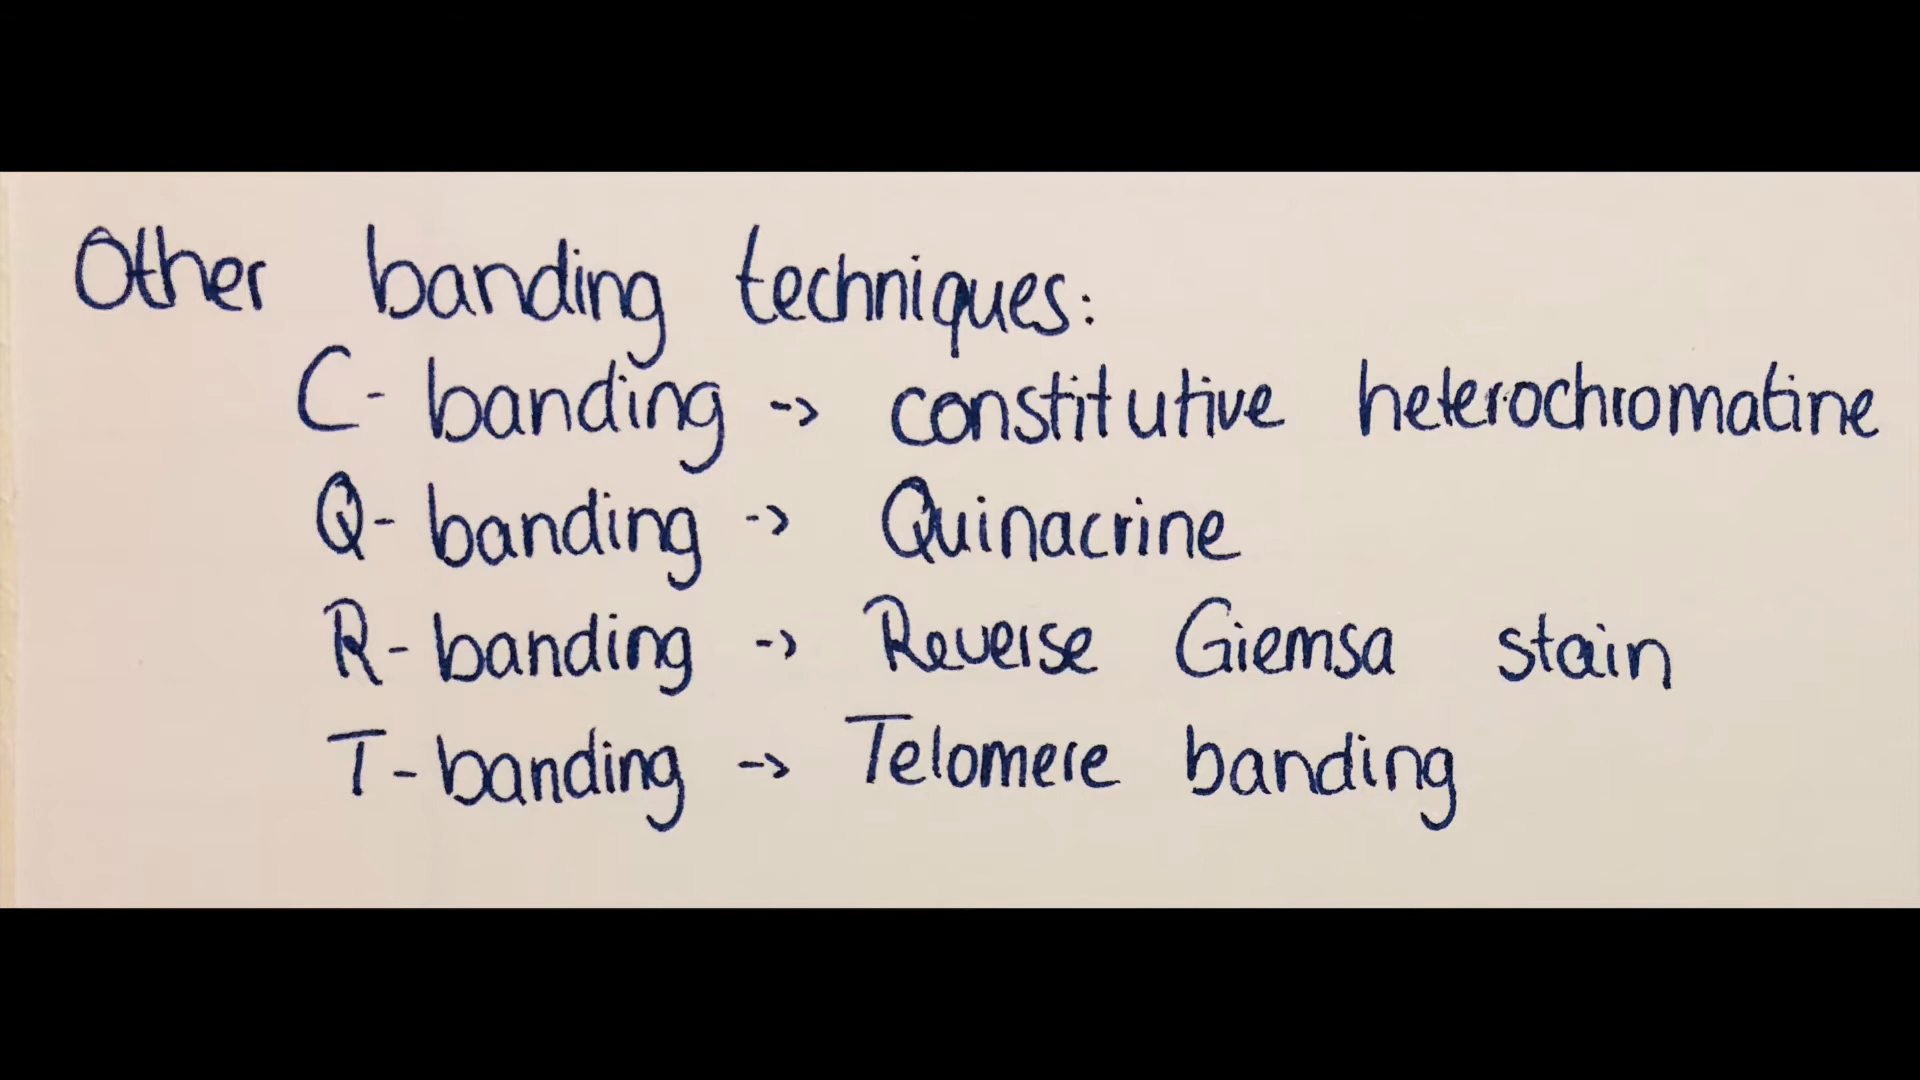 Other banding techniques:
C- banding -> constitutive heterochromatine
Q- banding -> Quinacrine
R- banding -> Reverse Giemsa stain
T- banding -> Telomere banding